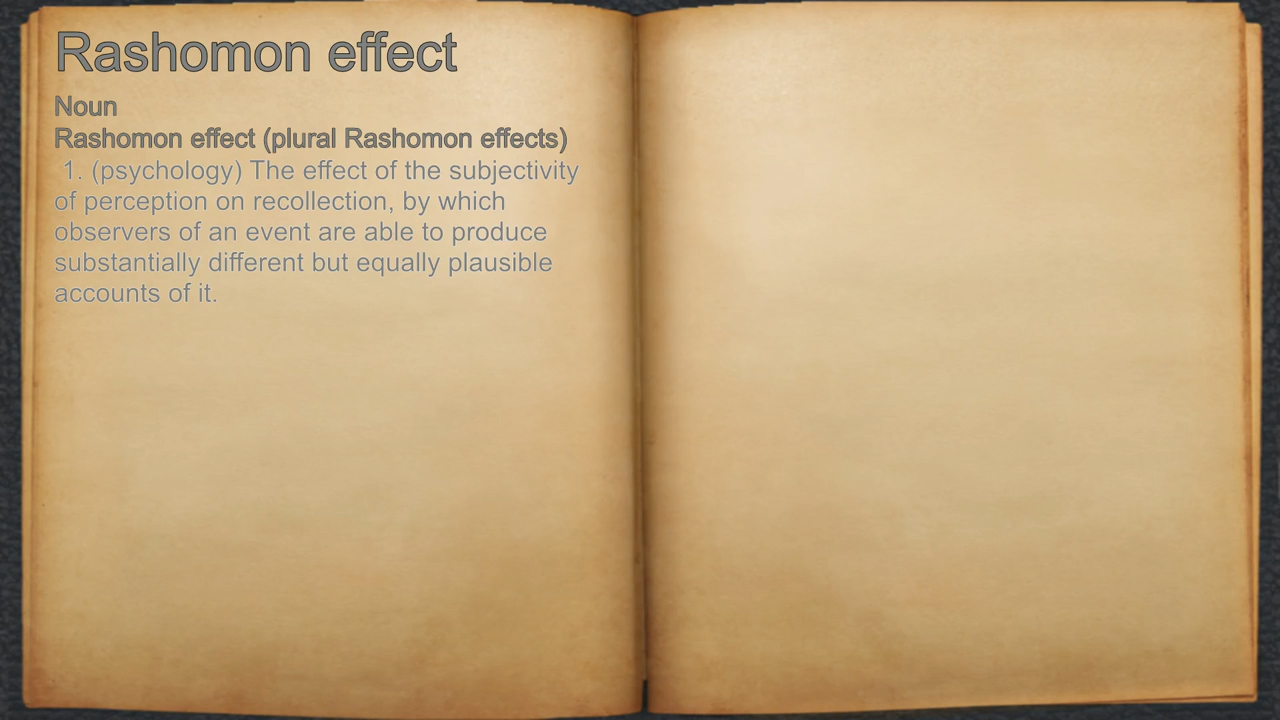 Rashomon effect
Noun
Rashomon effect (plural Rashomon effects)
1. (psychology) The effect of the subjectivity
of perception on recollection, by which
observers of an event are able to produce
substantially different but equally plausible
accounts of it.